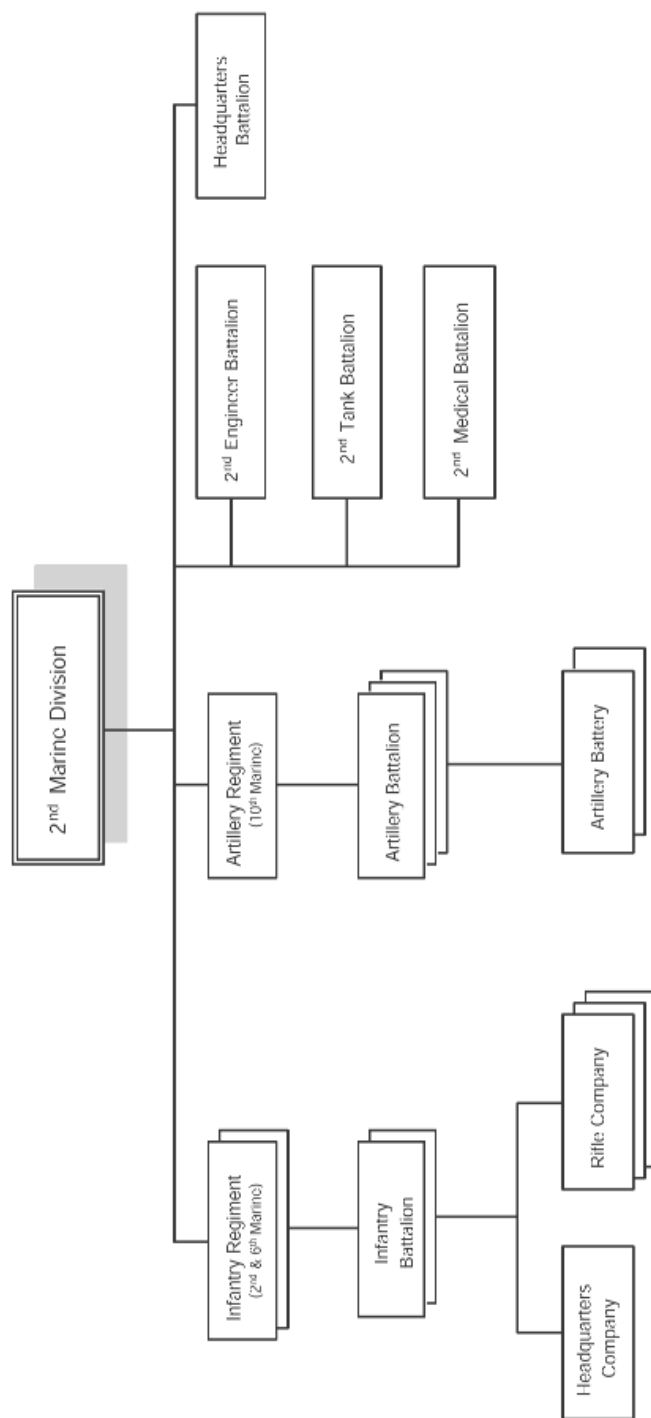 2nd Marine Division
Infantry Regiment
(2nd & 6th Marine)
Artillery Regiment
(10th Marine)
2nd Engineer Battalion
Headquarters
Battalion
Infantry
Battalion
Artillery Battalion
2nd Tank Battalion
2nd Medical Battalion
Headquarters
Company
Rifle Company
Artillery Battery